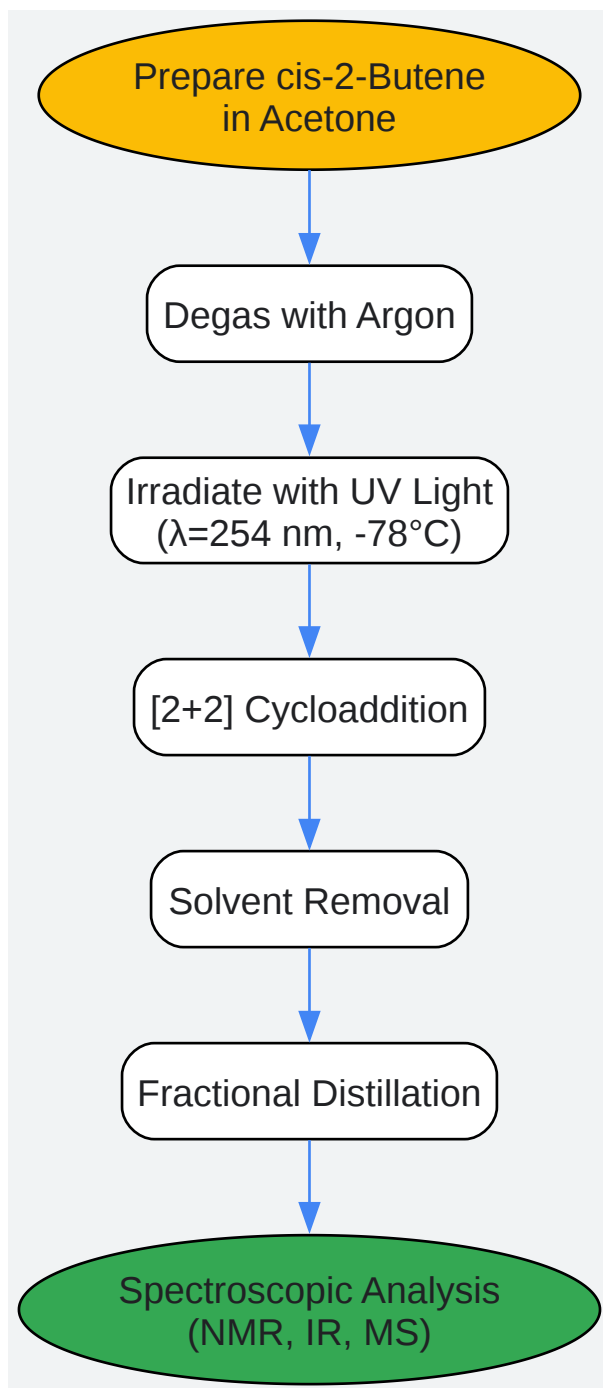 Prepare cis-2-Butene
in Acetone
Degas with Argon
Irradiate with UV Light
(λ=254 nm, -78°C)
[2+2] Cycloaddition
Solvent Removal
Fractional Distillation
Spectroscopic Analysis
(NMR, IR, MS)